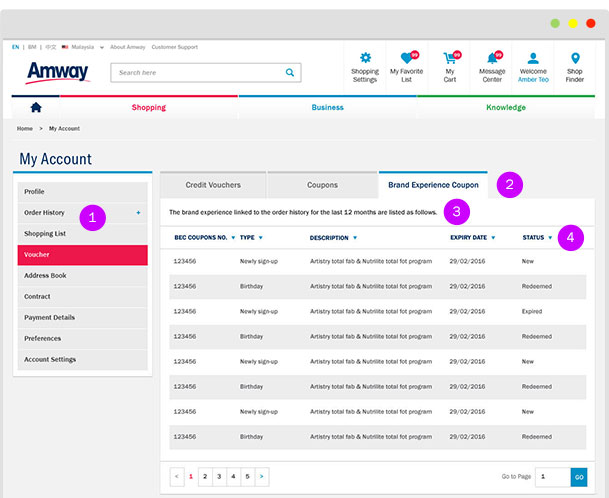 EN | BM | 中文 Malaysia About Amway Customer Support
Amway
Search here
99 99 99
Shopping Settings My Favorite List My Cart Message Center Welcome Amber Teo Shop Finder
Shopping Business Knowledge
Home > My Account
My Account
Profile
Order History + 1
Shopping List
Voucher
Address Book
Contract
Payment Details
Preferences
Account Settings
Credit Vouchers Coupons Brand Experience Coupon 2
The brand experience linked to the order history for the last 12 months are listed as follows. 3
BEC COUPONS NO. TYPE DESCRIPTION EXPIRY DATE STATUS 4
123456 Newly sign-up Artistry total fab & Nutrilite total fot program 29/02/2016 New
123456 Birthday Artistry total fab & Nutrilite total fot program 29/02/2016 Redeemed
123456 Newly sign-up Artistry total fab & Nutrilite total fot program 29/02/2016 Expired
123456 Birthday Artistry total fab & Nutrilite total fot program 29/02/2016 Redeemed
123456 Newly sign-up Artistry total fab & Nutrilite total fot program 29/02/2016 New
123456 Birthday Artistry total fab & Nutrilite total fot program 29/02/2016 Redeemed
123456 Newly sign-up Artistry total fab & Nutrilite total fot program 29/02/2016 New
123456 Birthday Artistry total fab & Nutrilite total fot program 29/02/2016 Redeemed
< 1 2 3 4 5 > Go to Page 1 GO